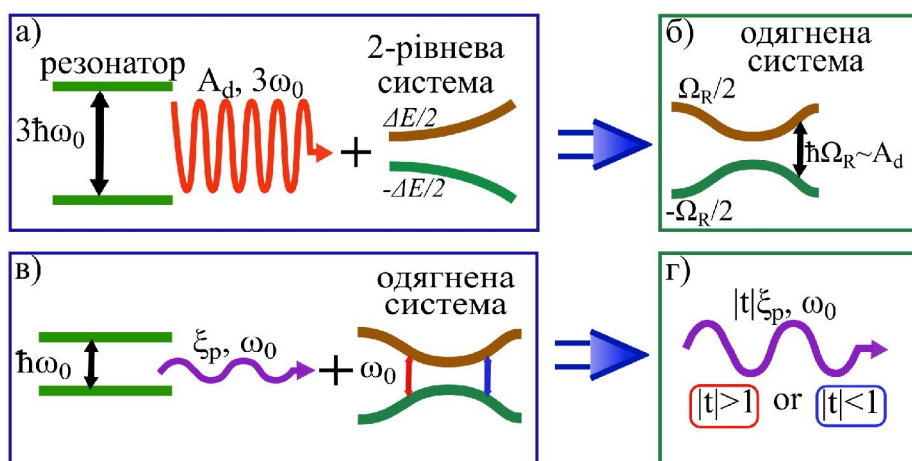 а)
резонатор
3ħω₀
A_d, 3ω₀
+
2-рівнева
система
ΔE/2
-ΔE/2
б)
одягнена
система
Ω_R/2
ħΩ_R~A_d
-Ω_R/2
в)
ħω₀
ξ_p, ω₀
+
одягнена
система
ω₀
г)
|t|ξ_p, ω₀
|t|>1 or |t|<1